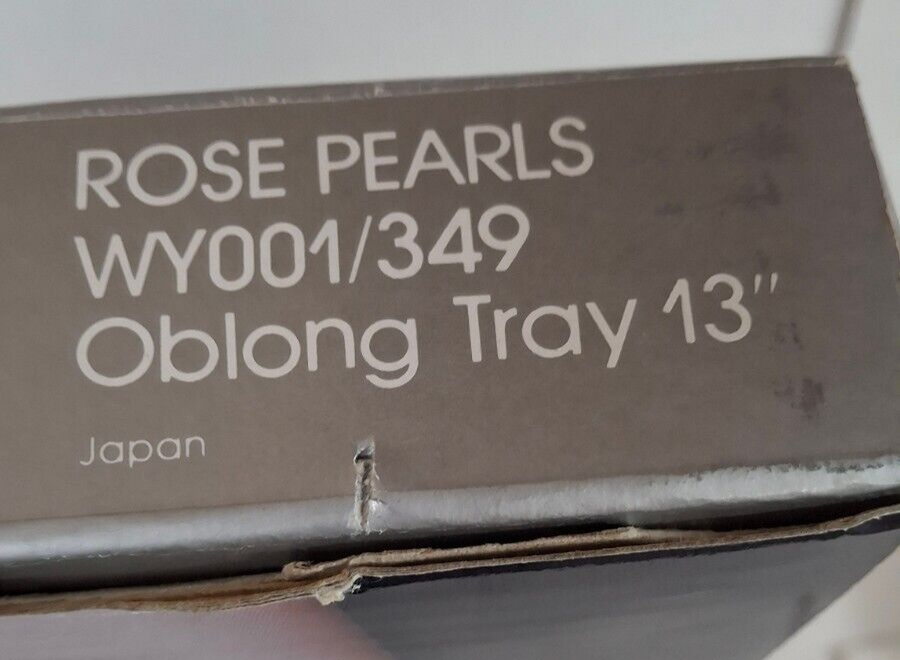 ROSE PEARLS
WY001/349
Oblong Tray 13"
Japan